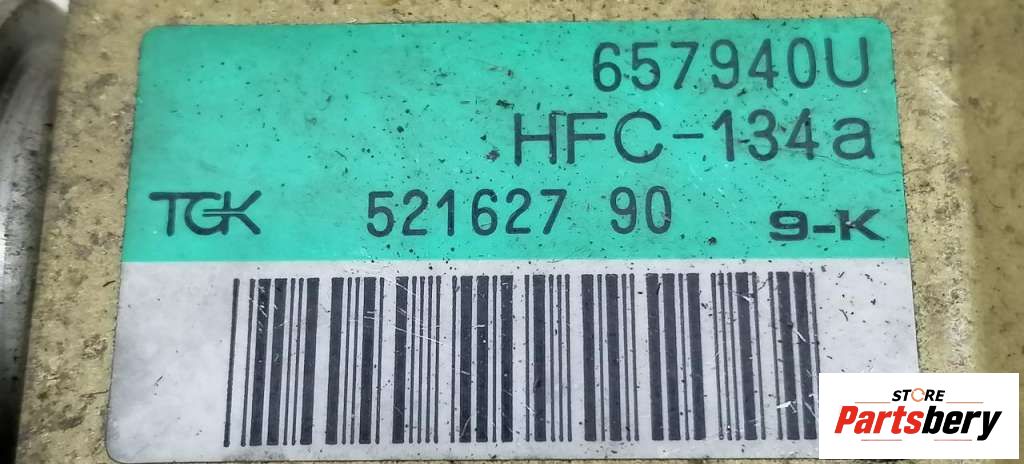 657940U
HFC-134a
TGK 521627 90 9-K
STORE
Partsbery